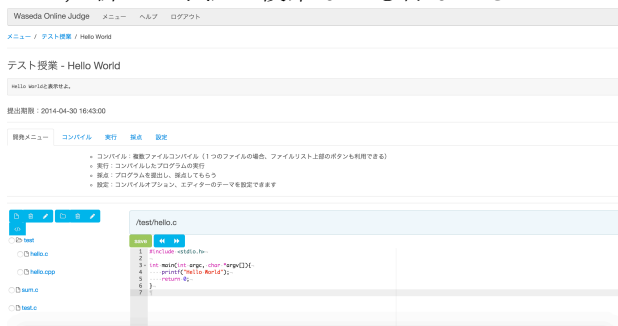 Waseda Online Judge メニュー ヘルプ ログアウト
メニュー / テスト授業 / Hello World
テスト授業 - Hello World
Hello Worldと表示せよ。
提出期限：2014-04-30 16:43:00
開発メニュー コンパイル 実行 採点 設定
コンパイル：複数ファイルコンパイル（１つのファイルの場合、ファイルリスト上部のボタンも利用できる）
実行：コンパイルしたプログラムの実行
採点：プログラムを提出し、採点してもらう
設定：コンパイルオプション、エディターのテーマを設定できます
/test/hello.c
save
test
hello.c
hello.cpp
sum.c
test.c
1 #include <stdio.h>
2
3 int main(int argc, char *argv[]){
4 printf("Hello World");
5 return 0;
6 }
7